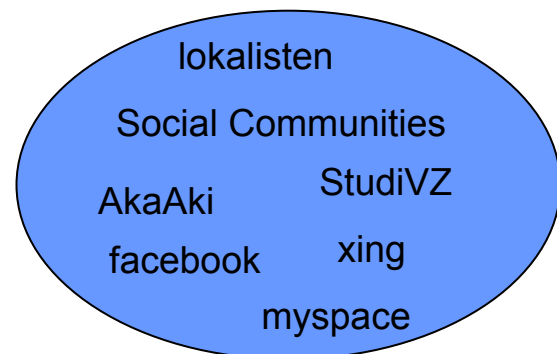 lokalisten
Social Communities
StudiVZ
AkaAki
xing
facebook
myspace